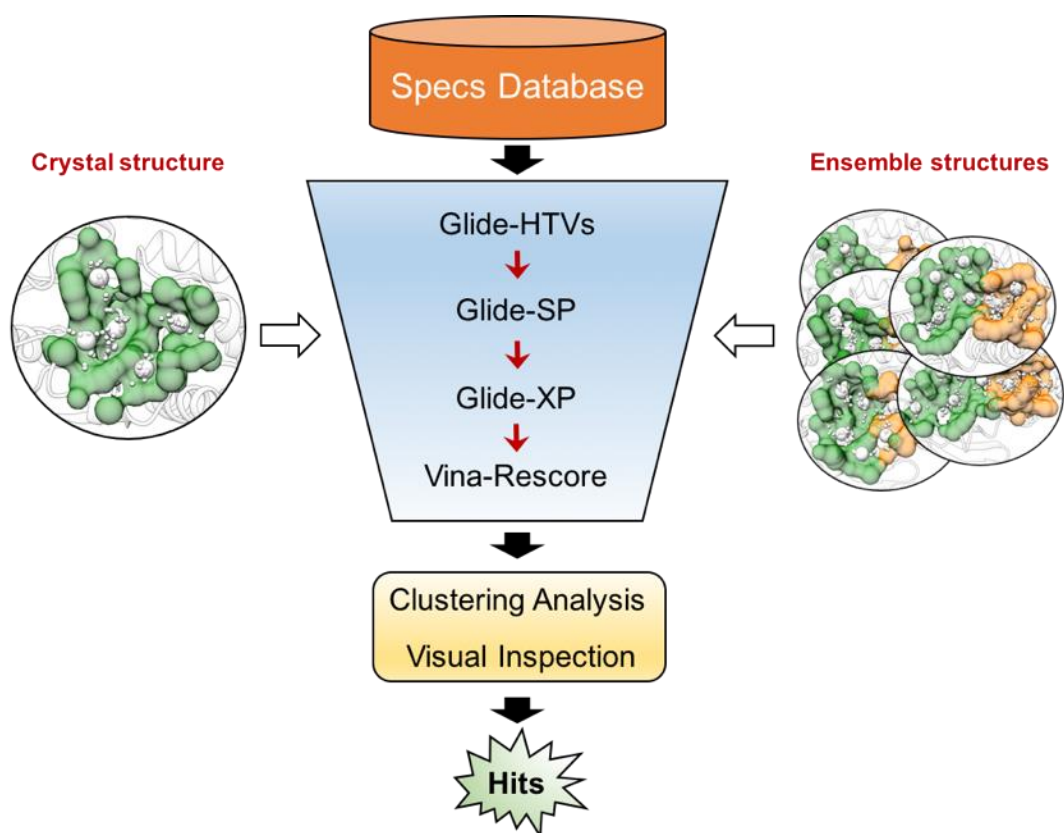 Specs Database
Crystal structure
Ensemble structures
Glide-HTVs
Glide-SP
Glide-XP
Vina-Rescore
Clustering Analysis
Visual Inspection
Hits